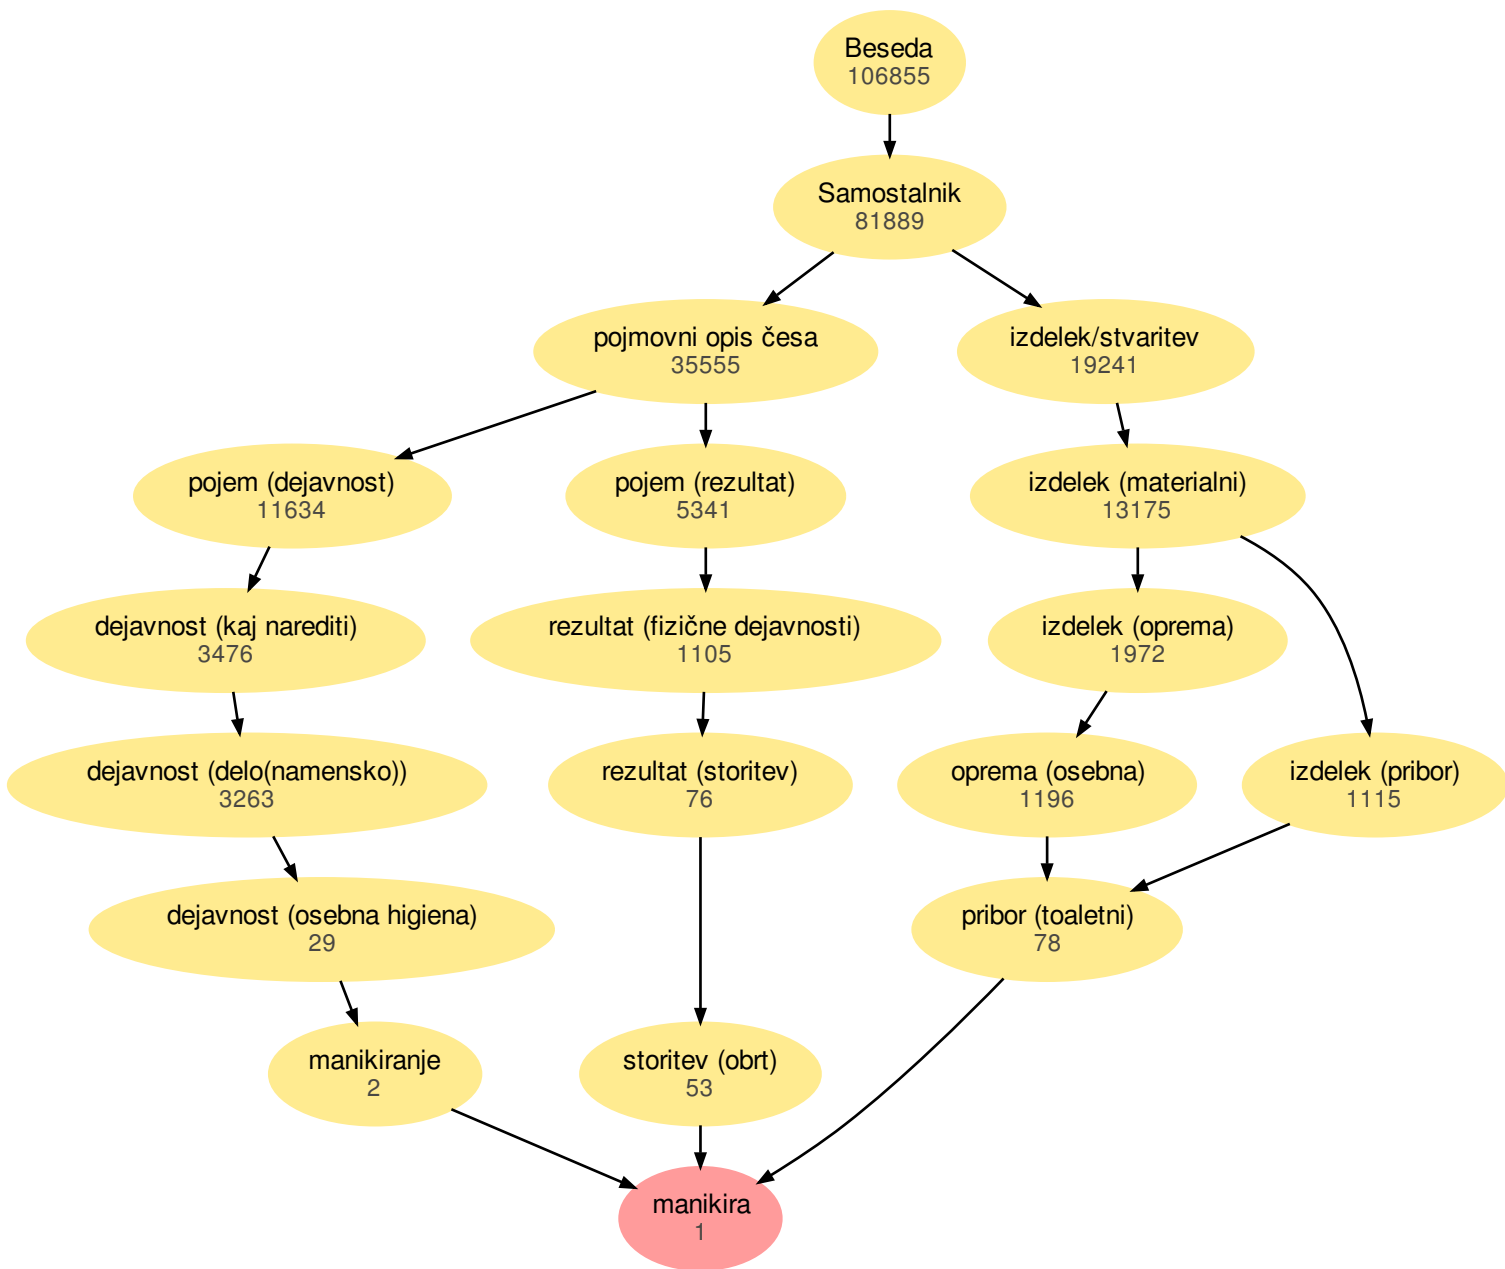 Beseda
106855
Samostalnik
81889
pojmovni opis česa
35555
izdelek/stvaritev
19241
pojem (dejavnost)
11634
pojem (rezultat)
5341
izdelek (materialni)
13175
dejavnost (kaj narediti)
3476
rezultat (fizične dejavnosti)
1105
izdelek (oprema)
1972
dejavnost (delo(namensko))
3263
rezultat (storitev)
76
oprema (osebna)
1196
izdelek (pribor)
1115
dejavnost (osebna higiena)
29
pribor (toaletni)
78
manikiranje
2
storitev (obrt)
53
manikira
1